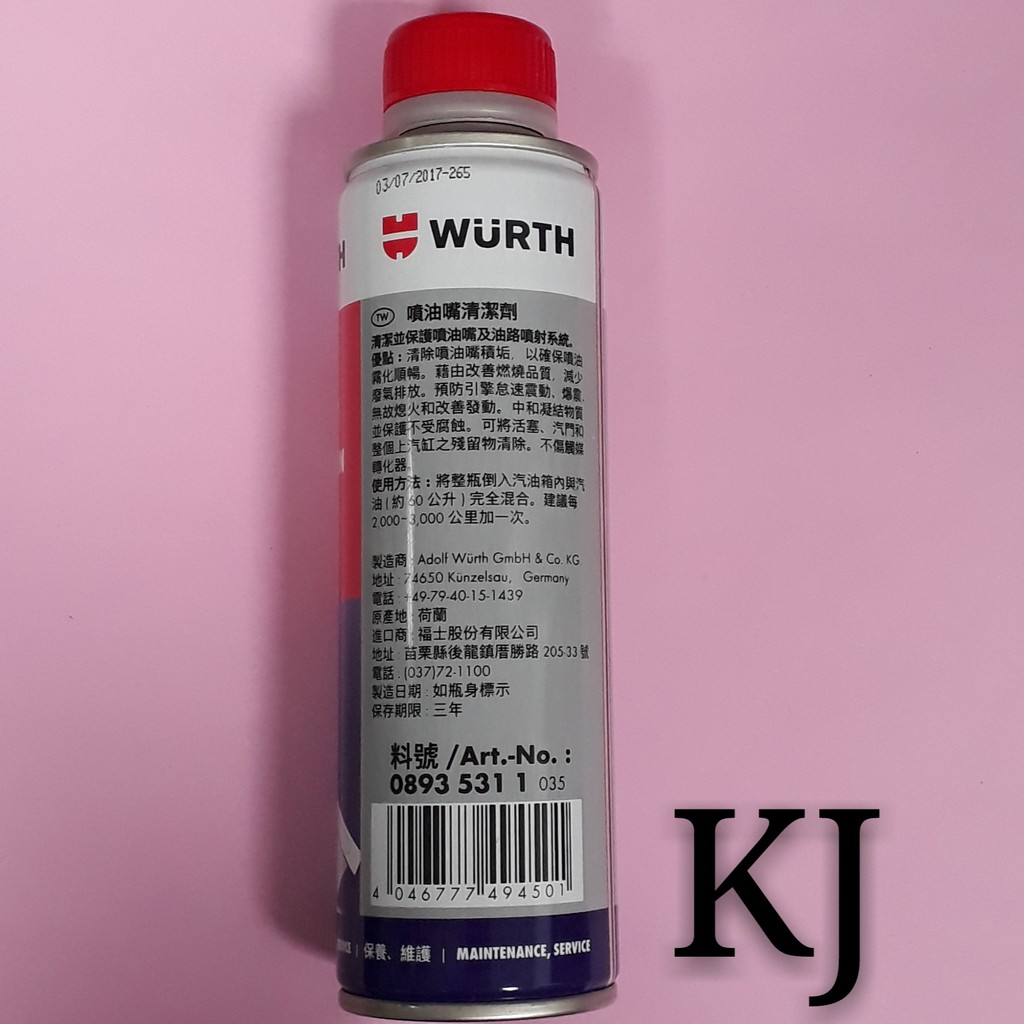 03/07/2017-265
WÜRTH
TW 噴油嘴清潔劑
清潔並保護噴油嘴及油路噴射系統。
優點：清除噴油嘴積垢，以確保噴油
霧化順暢。藉由改善燃燒品質，減少
廢氣排放。預防引擎怠速震動、爆震、
無故熄火和改善發動。中和凝結物質
並保護不受腐蝕。可將活塞、汽門和
整個上汽缸之殘留物清除。不傷觸媒
轉化器。
使用方法：將整瓶倒入汽油箱內與汽
油(約60公升)完全混合。建議每
2,000-3,000公里加一次。
製造商：Adolf Würth GmbH & Co. KG
地址：74650 Künzelsau, Germany
電話：+49-79-40-15-1439
原產地：荷蘭
進口商：福士股份有限公司
地址：苗栗縣後龍鎮厝勝路205-33號
電話：(037)72-1100
製造日期：如瓶身標示
保存期限：三年
料號/Art.-No.：
0893 531 1 035
4 046777 494501
保養、維護 | MAINTENANCE, SERVICE
KJ